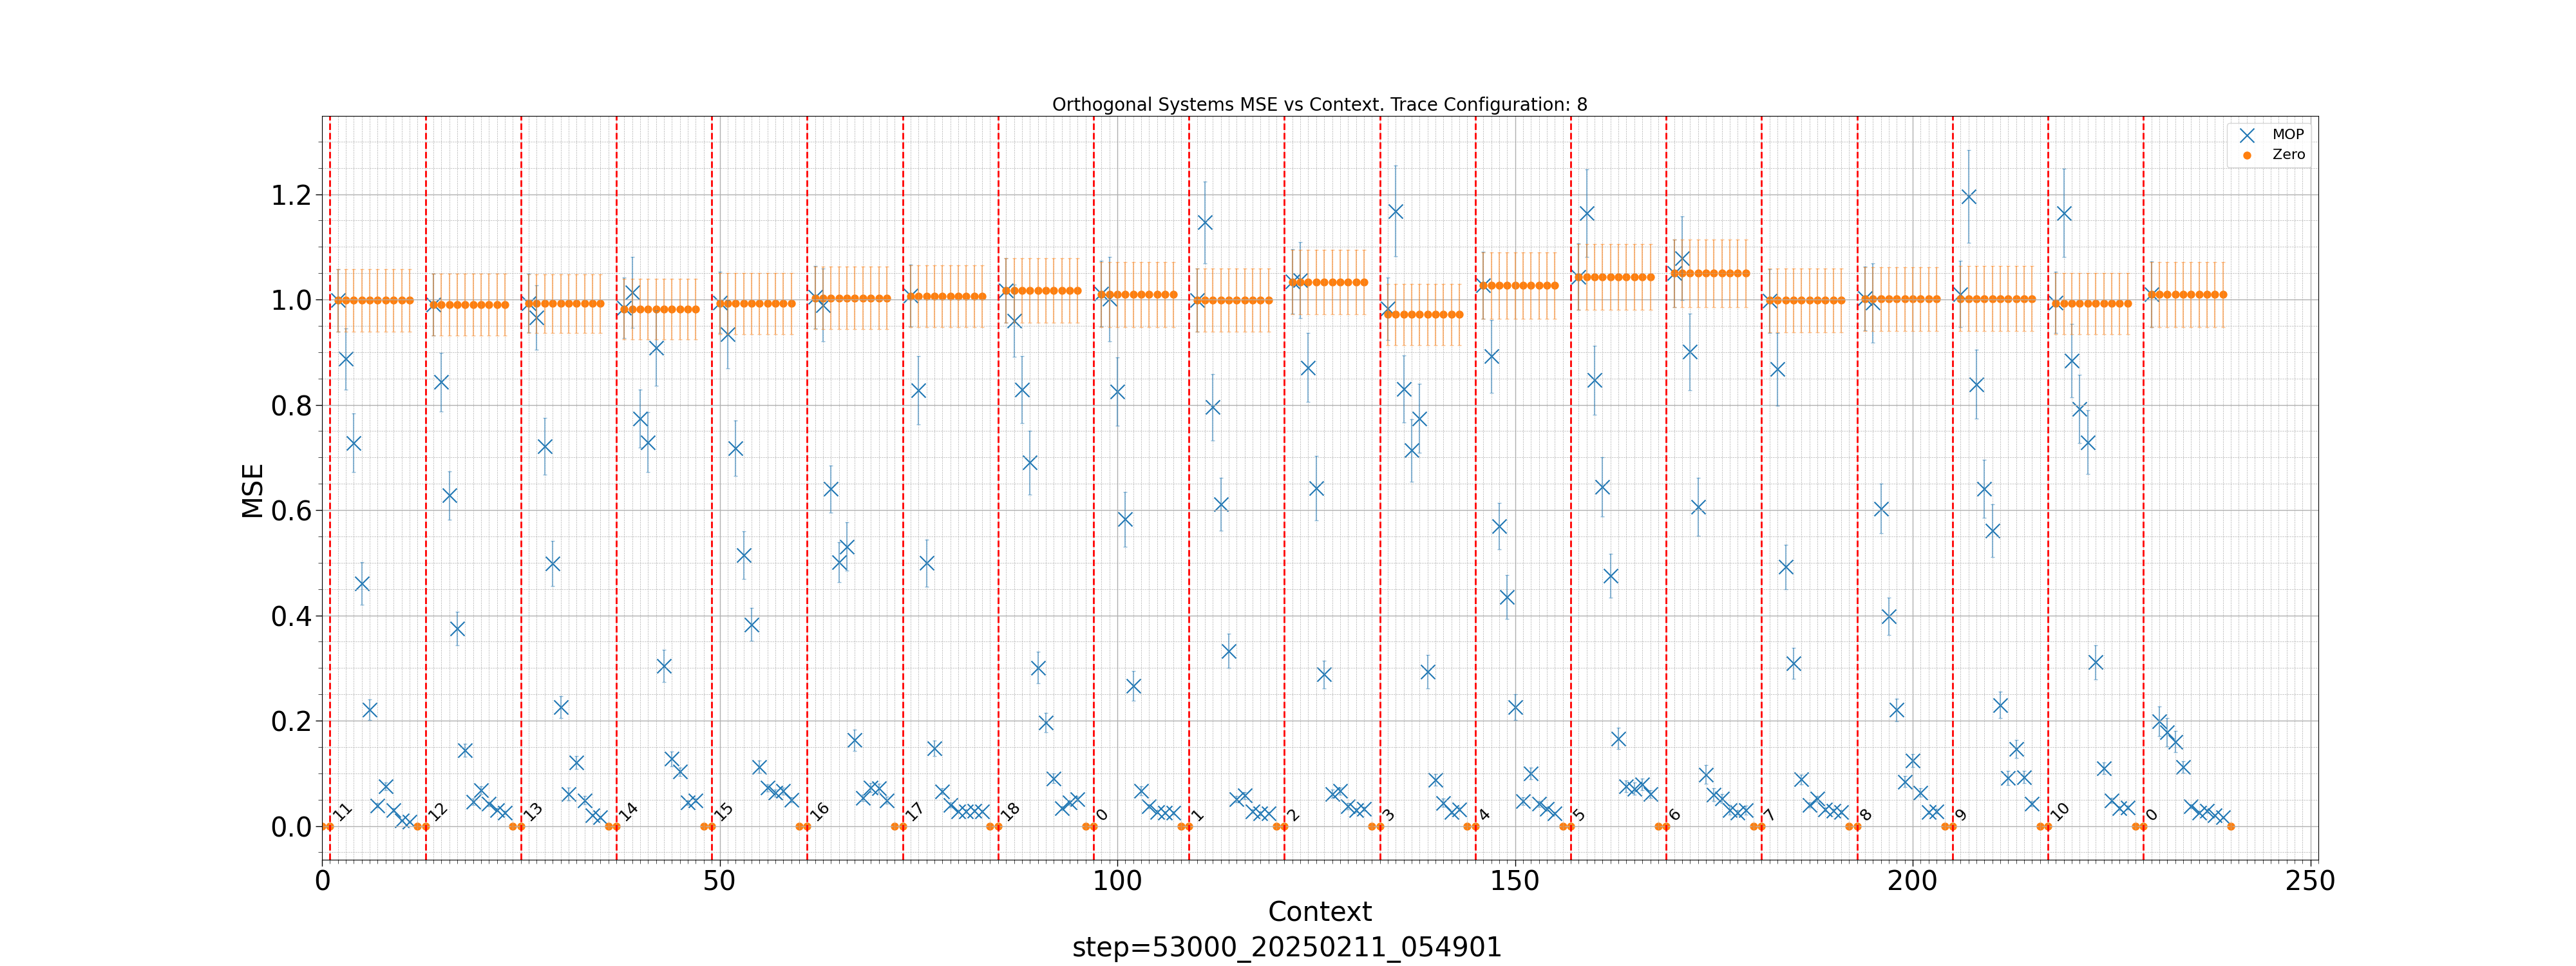 Orthogonal Systems MSE vs Context. Trace Configuration: 8
MOP
Zero
1.2
1.0
0.8
0.6
0.4
0.2
0.0
MSE
11 12 13 14 15 16 17 18 0 1 2 3 4 5 6 7 8 9 10 0
0 50 100 150 200 250
Context
step=53000_20250211_054901